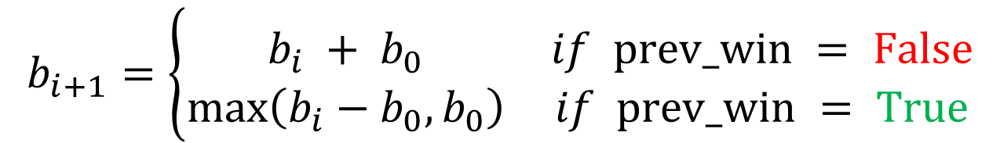 b_{i+1} = {
b_i + b_0 if prev_win = False
max(b_i − b_0, b_0) if prev_win = True